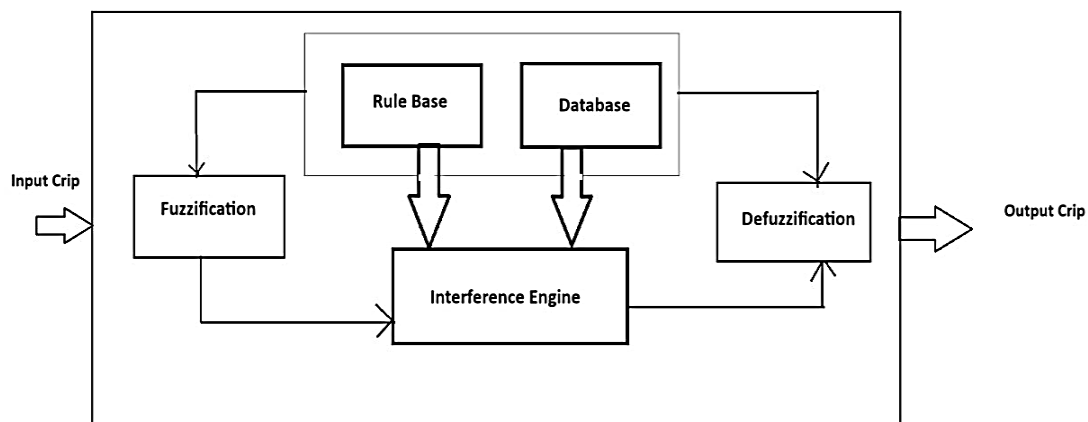 Rule Base
Database
Input Crip
Fuzzification
Defuzzification
Output Crip
Interference Engine